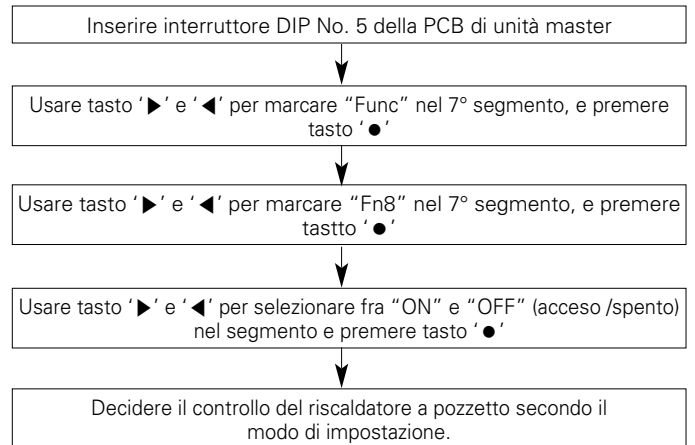 Inserire interruttore DIP No. 5 della PCB di unità master
Usare tasto ‘▶’ e ‘◀’ per marcare “Func” nel 7° segmento, e premere
tasto ‘●’
Usare tasto ‘▶’ e ‘◀’ per marcare “Fn8” nel 7° segmento, e premere
tastto ‘●’
Usare tasto ‘▶’ e ‘◀’ per selezionare fra “ON” e “OFF” (acceso /spento)
nel segmento e premere tasto ‘●’
Decidere il controllo del riscaldatore a pozzetto secondo il
modo di impostazione.